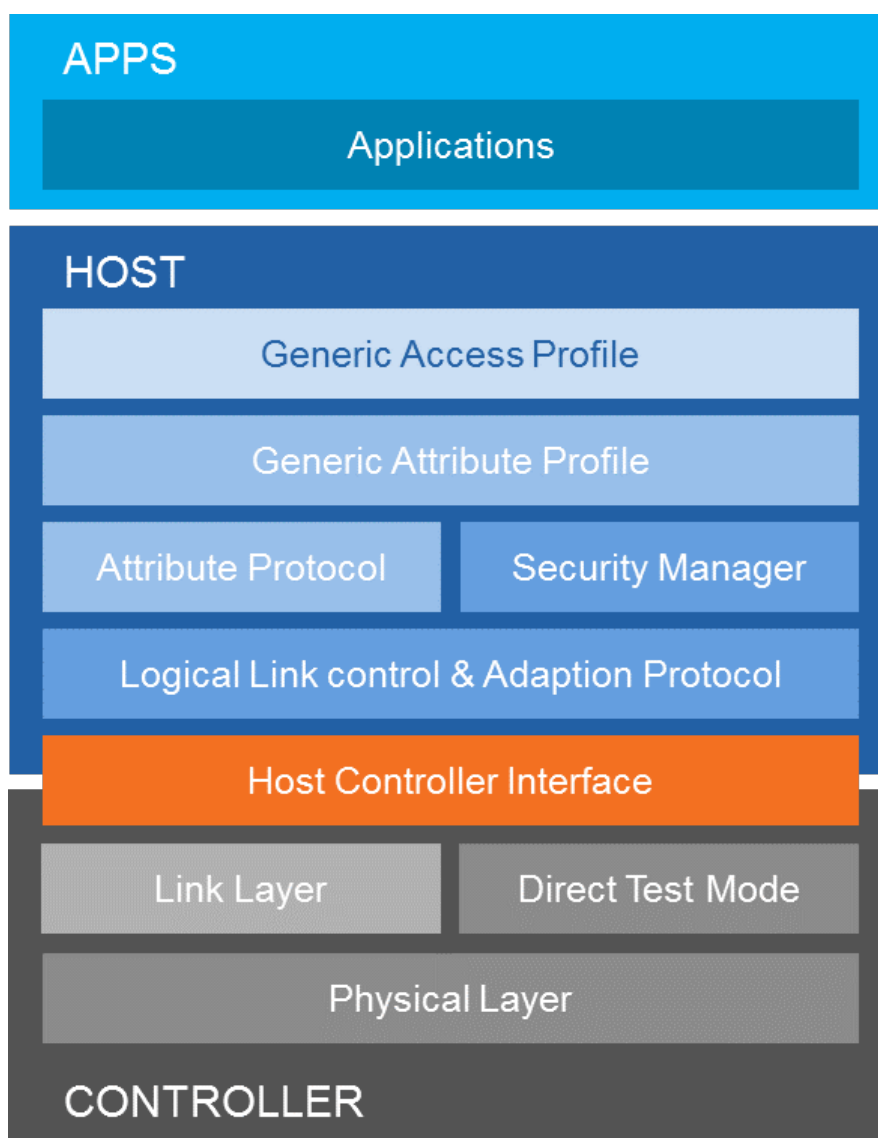 APPS
Applications
HOST
Generic Access Profile
Generic Attribute Profile
Attribute Protocol
Security Manager
Logical Link control & Adaption Protocol
Host Controller Interface
Link Layer
Direct Test Mode
Physical Layer
CONTROLLER